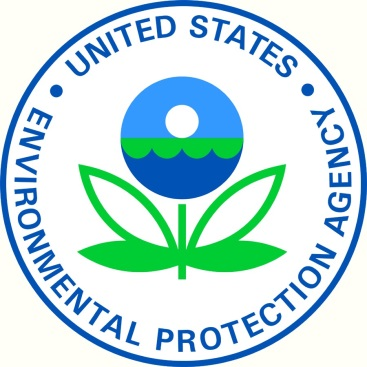 UNITED STATES
ENVIRONMENTAL PROTECTION AGENCY